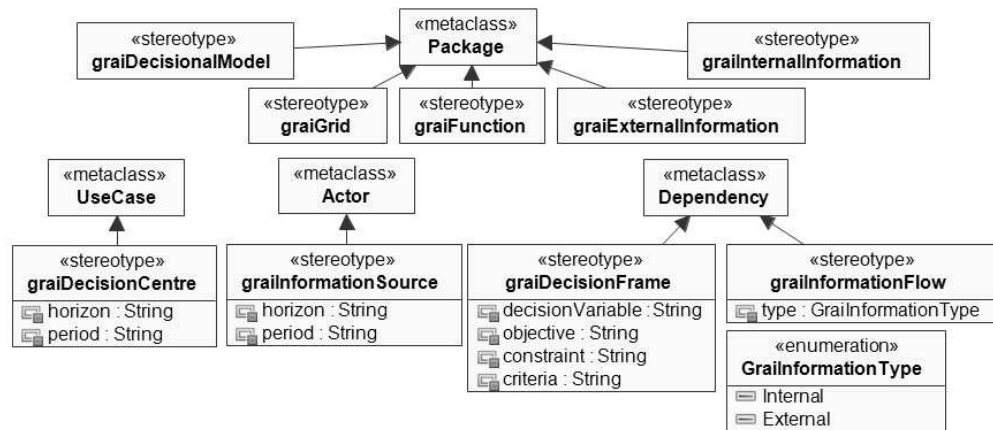 «metaclass»
Package
«stereotype»
graiDecisionalModel
«stereotype»
graiInternalInformation
«stereotype»
graiGrid
«stereotype»
graiFunction
«stereotype»
graiExternalInformation
«metaclass»
UseCase
«metaclass»
Actor
«metaclass»
Dependency
«stereotype»
graiDecisionCentre
horizon : String
period : String
«stereotype»
graiInformationSource
horizon : String
period : String
«stereotype»
graiDecisionFrame
decisionVariable : String
objective : String
constraint : String
criteria : String
«stereotype»
graiInformationFlow
type : GraiInformationType
«enumeration»
GraiInformationType
Internal
External